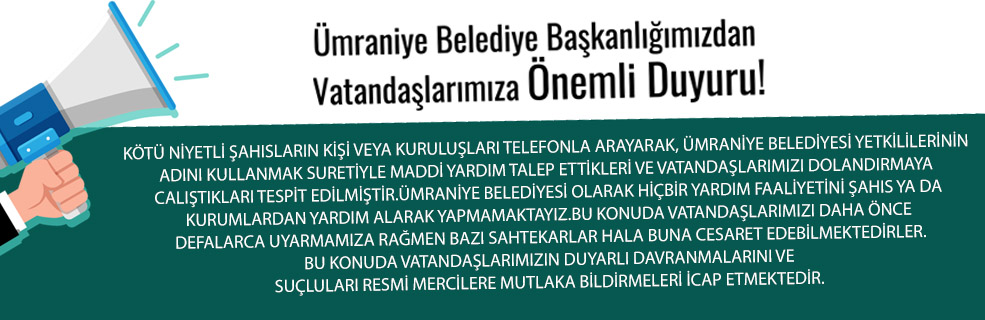 Ümraniye Belediye Başkanlığımızdan
Vatandaşlarımıza Önemli Duyuru!
KÖTÜ NİYETLİ ŞAHISLARIN KİŞİ VEYA KURULUŞLARI TELEFONLA ARAYARAK, ÜMRANİYE BELEDİYESİ YETKİLİLERİNİN
ADINI KULLANMAK SURETİYLE MADDİ YARDIM TALEP ETTİKLERİ VE VATANDAŞLARIMIZI DOLANDIRMAYA
CALIŞTIKLARI TESPİT EDİLMİŞTİR.ÜMRANİYE BELEDİYESİ OLARAK HİÇBİR YARDIM FAALİYETİNİ ŞAHIS YA DA
KURUMLARDAN YARDIM ALARAK YAPMAMAKTAYIZ.BU KONUDA VATANDAŞLARIMIZI DAHA ÖNCE
DEFALARCA UYARMAMIZA RAĞMEN BAZI SAHTEKARLAR HALA BUNA CESARET EDEBİLMEKTEDİRLER.
BU KONUDA VATANDAŞLARIMIZIN DUYARLI DAVRANMALARINI VE
SUÇLULARI RESMİ MERCİLERE MUTLAKA BİLDİRMELERİ İCAP ETMEKTEDİR.